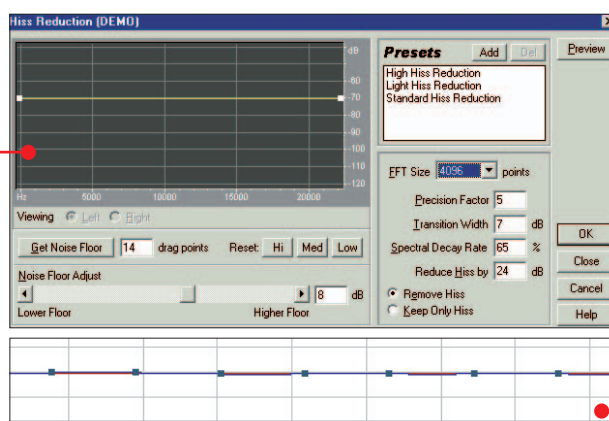 Hiss Reduction (DEMO)
dB
-60
-70
-80
-90
-100
-110
-120
Hz 5000 10000 15000 20000
Viewing Left Right
Get Noise Floor 14 drag points Reset: Hi Med Low
Noise Floor Adjust
8 dB
Lower Floor Higher Floor
Presets Add Del
High Hiss Reduction
Light Hiss Reduction
Standard Hiss Reduction
FFT Size 4096 points
Precision Factor 5
Transition Width 7 dB
Spectral Decay Rate 65 %
Reduce Hiss by 24 dB
Remove Hiss
Keep Only Hiss
Preview
OK
Close
Cancel
Help